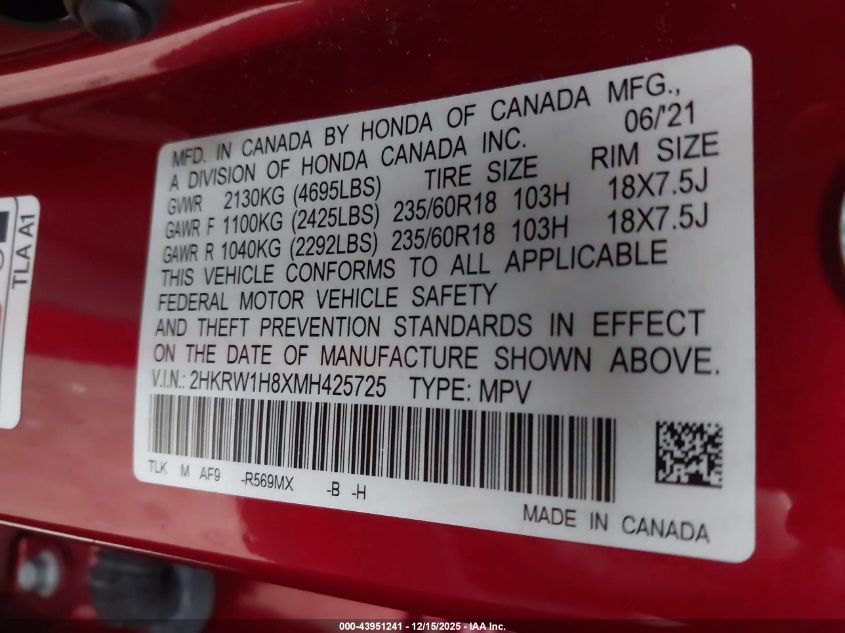 MFD. IN CANADA BY HONDA OF CANADA MFG.,
A DIVISION OF HONDA CANADA INC. 06/'21
GVWR 2130KG (4695LBS) TIRE SIZE RIM SIZE
GAWR F 1100KG (2425LBS) 235/60R18 103H 18X7.5J
GAWR R 1040KG (2292LBS) 235/60R18 103H 18X7.5J
THIS VEHICLE CONFORMS TO ALL APPLICABLE
FEDERAL MOTOR VEHICLE SAFETY
AND THEFT PREVENTION STANDARDS IN EFFECT
ON THE DATE OF MANUFACTURE SHOWN ABOVE.
V.I.N.: 2HKRW1H8XMH425725 TYPE: MPV
TLK M AF9 -R569MX -B -H
MADE IN CANADA
TLA A1
000-43951241 - 12/15/2025 - IAA Inc.